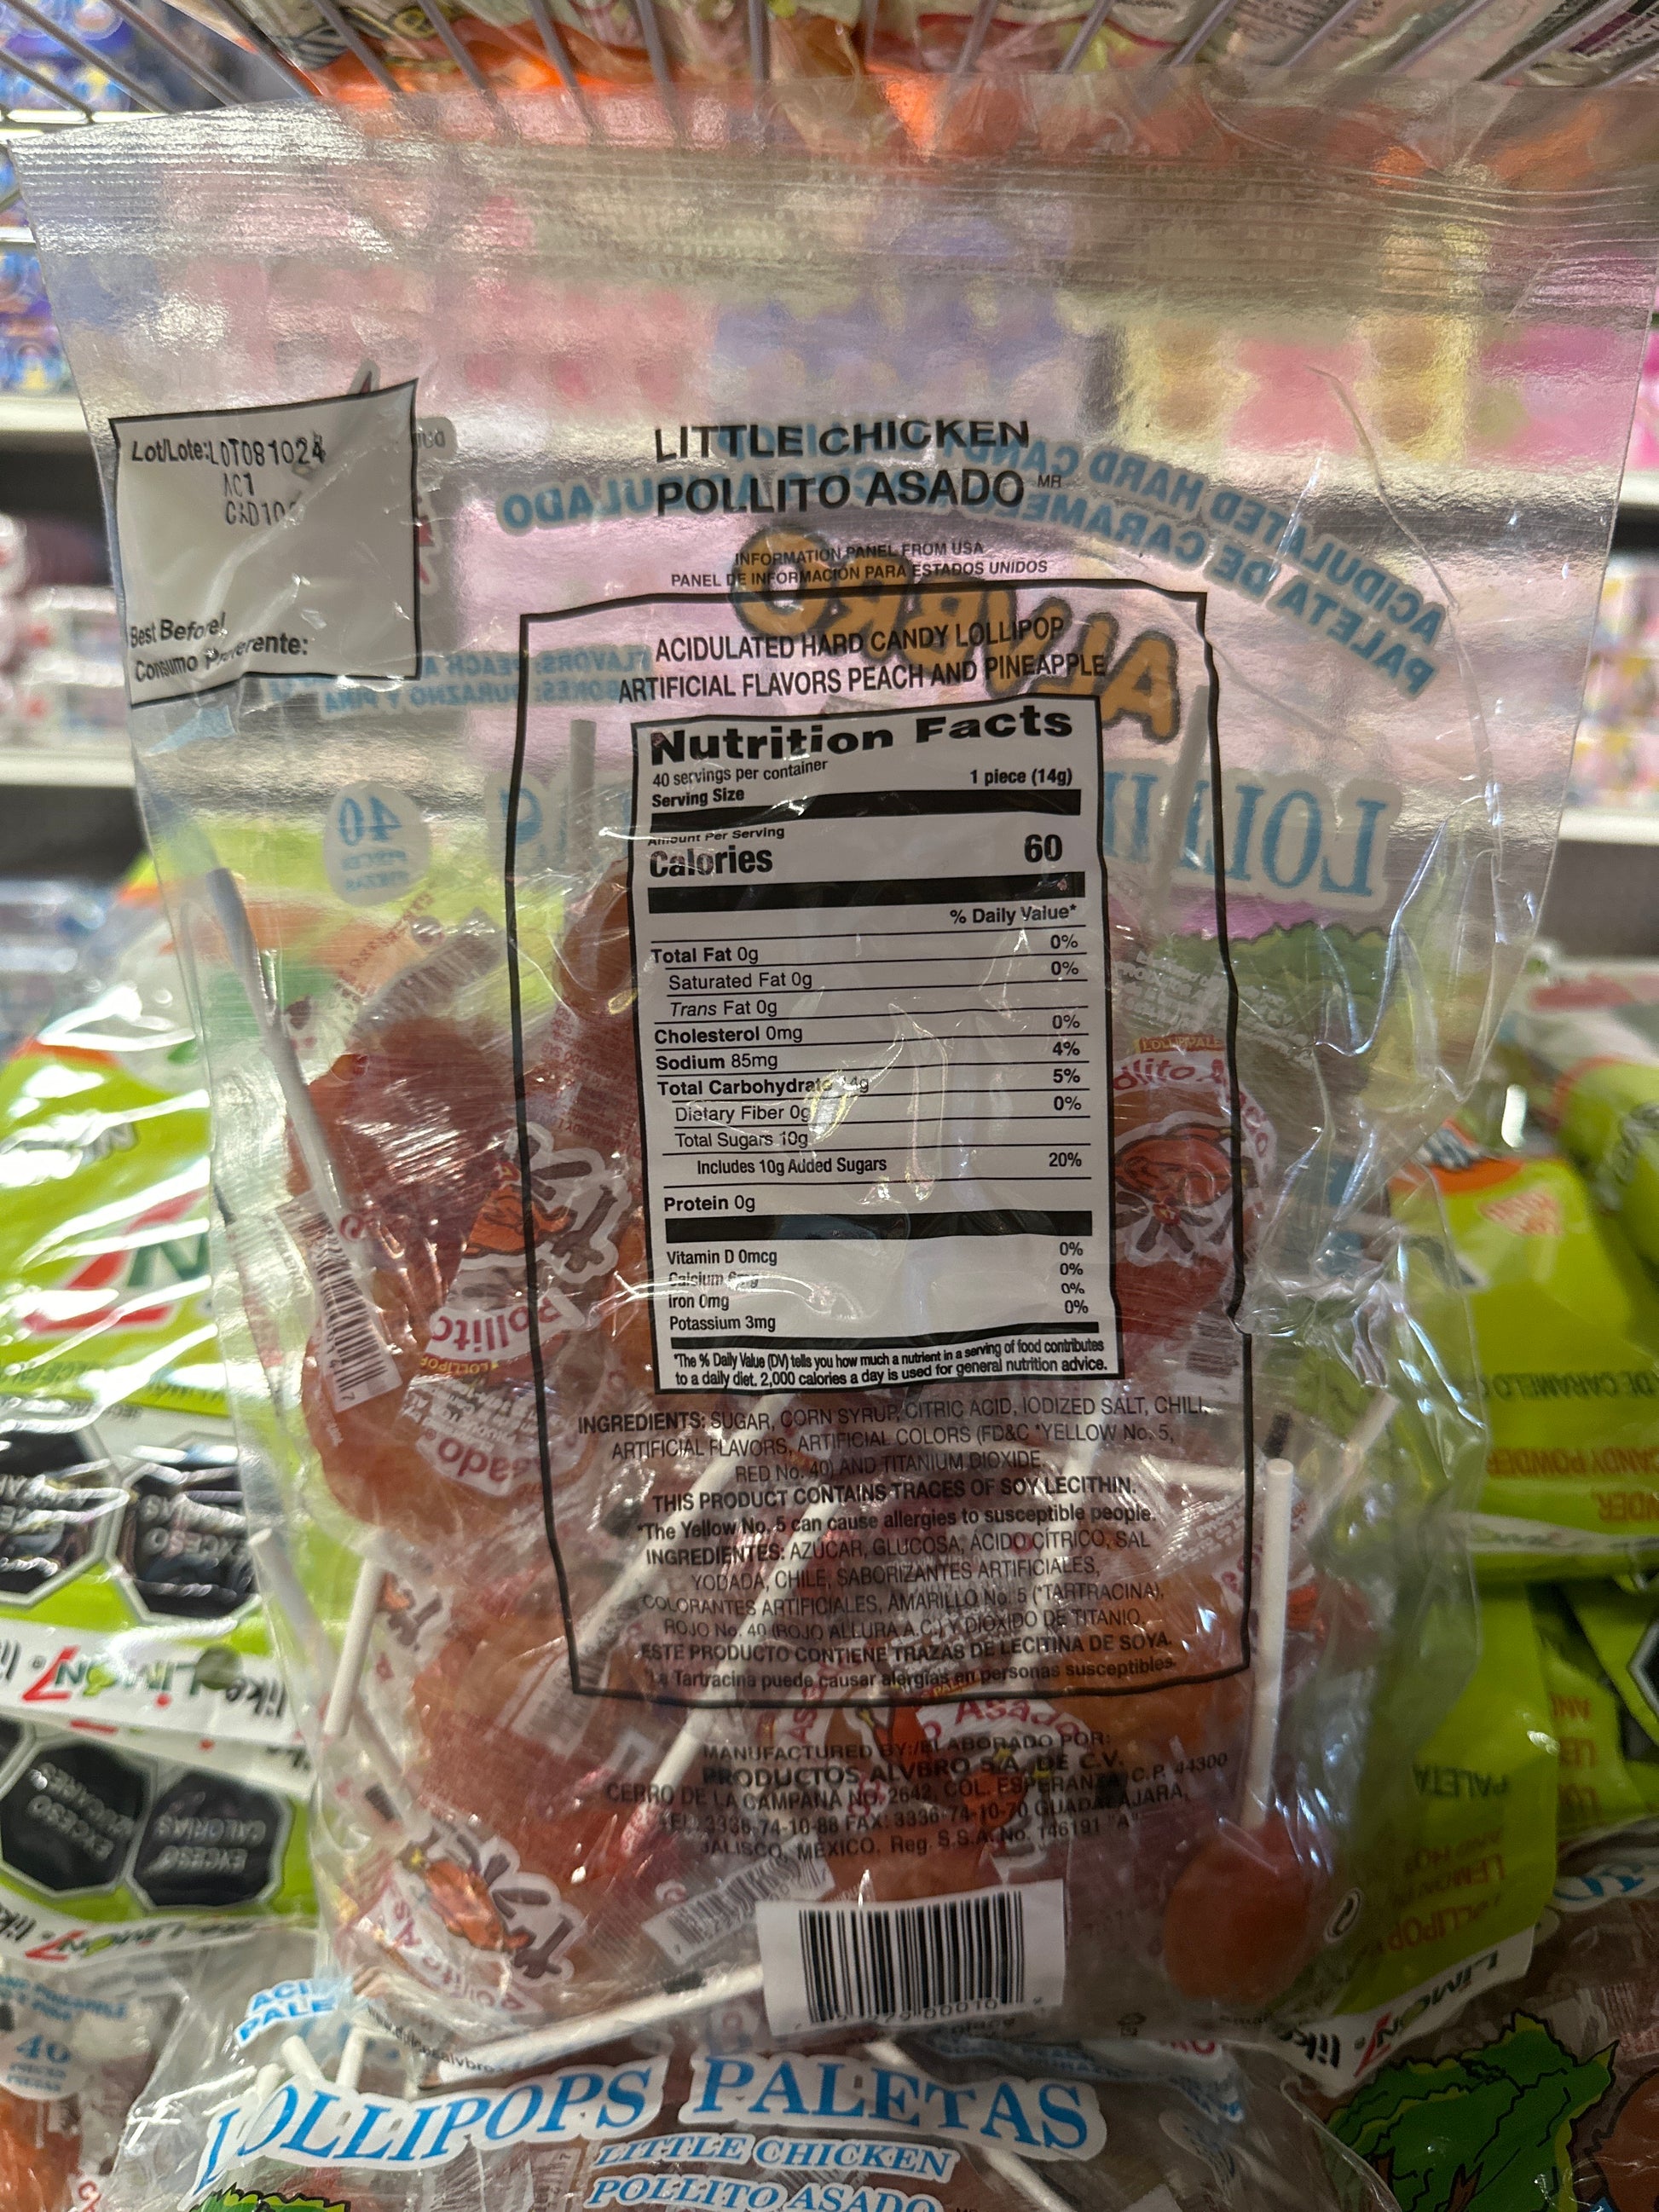 Lot/Lote:LOT081024
AC1
Best Before/
Consumo Preferente:
LITTLE CHICKEN
POLLITO ASADO MR
INFORMATION PANEL FROM USA
PANEL DE INFORMACIÓN PARA ESTADOS UNIDOS
ACIDULATED HARD CANDY LOLLIPOP
ARTIFICIAL FLAVORS PEACH AND PINEAPPLE
Nutrition Facts
40 servings per container
Serving Size 1 piece (14g)
Amount Per Serving
Calories 60
% Daily Value*
Total Fat 0g 0%
Saturated Fat 0g 0%
Trans Fat 0g
Cholesterol 0mg 0%
Sodium 85mg 4%
Total Carbohydrate 14g 5%
Dietary Fiber 0g 0%
Total Sugars 10g
Includes 10g Added Sugars 20%
Protein 0g
Vitamin D 0mcg 0%
Calcium 0%
Iron 0mg 0%
Potassium 3mg 0%
*The % Daily Value (DV) tells you how much a nutrient in a serving of food contributes
to a daily diet. 2,000 calories a day is used for general nutrition advice.
INGREDIENTS: SUGAR, CORN SYRUP, CITRIC ACID, IODIZED SALT, CHILI,
ARTIFICIAL FLAVORS, ARTIFICIAL COLORS (FD&C *YELLOW No. 5,
RED No. 40) AND TITANIUM DIOXIDE.
THIS PRODUCT CONTAINS TRACES OF SOY LECITHIN.
*The Yellow No. 5 can cause allergies to susceptible people.
INGREDIENTES: AZÚCAR, GLUCOSA, ÁCIDO CÍTRICO, SAL
YODADA, CHILE, SABORIZANTES ARTIFICIALES,
COLORANTES ARTIFICIALES, AMARILLO No. 5 (*TARTRACINA),
ROJO No. 40 (ROJO ALLURA A.C.) Y DIÓXIDO DE TITANIO.
ESTE PRODUCTO CONTIENE TRAZAS DE LECITINA DE SOYA.
*La Tartracina puede causar alergias en personas susceptibles.
MANUFACTURED BY:/ELABORADO POR:
PRODUCTOS ALVBRO S.A. DE C.V.
CERRO DE LA CAMPANA NO. 2642, COL. ESPERANZA C.P. 44300
TEL. 3336-74-10-88 FAX: 3336-74-10-70 GUADALAJARA,
JALISCO, MÉXICO. Reg. S.S.A. No. 146191 "A"
LOLLIPOPS PALETAS
LITTLE CHICKEN
POLLITO ASADO